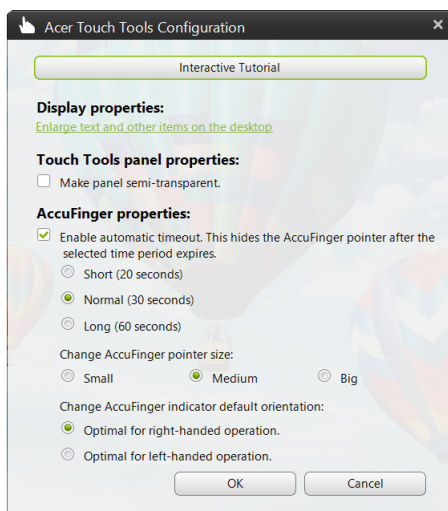 Acer Touch Tools Configuration
Interactive Tutorial
Display properties:
Enlarge text and other items on the desktop
Touch Tools panel properties:
Make panel semi-transparent.
AccuFinger properties:
Enable automatic timeout. This hides the AccuFinger pointer after the
selected time period expires.
Short (20 seconds)
Normal (30 seconds)
Long (60 seconds)
Change AccuFinger pointer size:
Small Medium Big
Change AccuFinger indicator default orientation:
Optimal for right-handed operation.
Optimal for left-handed operation.
OK Cancel